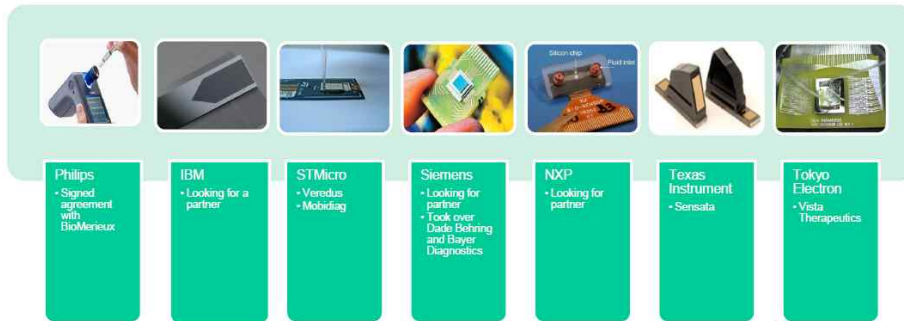 Silicon chip
Fluid inlet
Philips
• Signed
agreement
with
BioMerieux
IBM
• Looking for a
partner
STMicro
• Veredus
• Mobidiag
Siemens
• Looking for
partner
• Took over
Dade Behring
and Bayer
Diagnostics
NXP
• Looking for
partner
Texas
Instrument
• Sensata
Tokyo
Electron
• Vista
Therapeutics